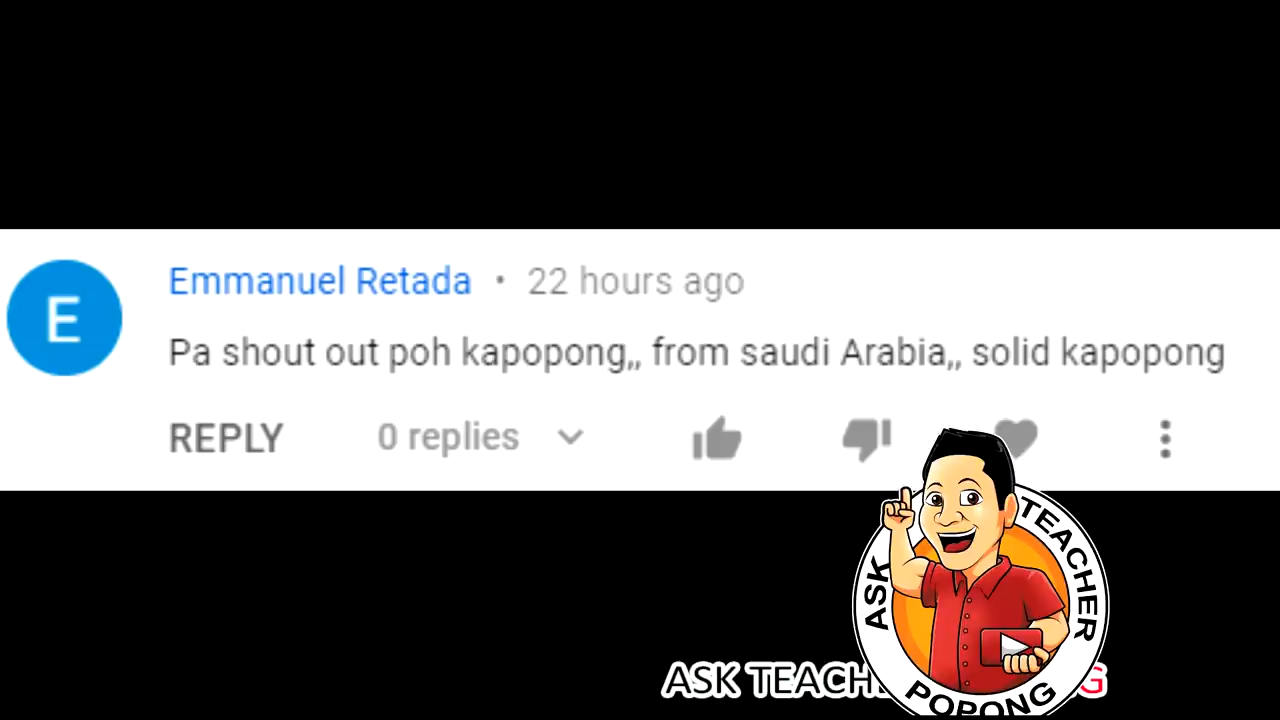 E
Emmanuel Retada • 22 hours ago
Pa shout out poh kapopong,, from saudi Arabia,, solid kapopong
REPLY 0 replies
ASK TEACHER POPONG
ASK